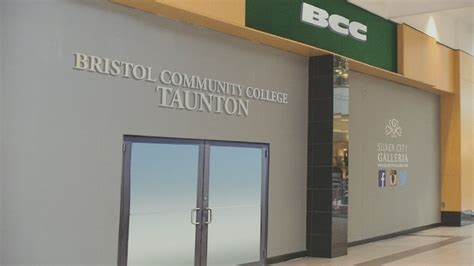 BCC
BRISTOL COMMUNITY COLLEGE
TAUNTON
SILVER CITY
GALLERIA